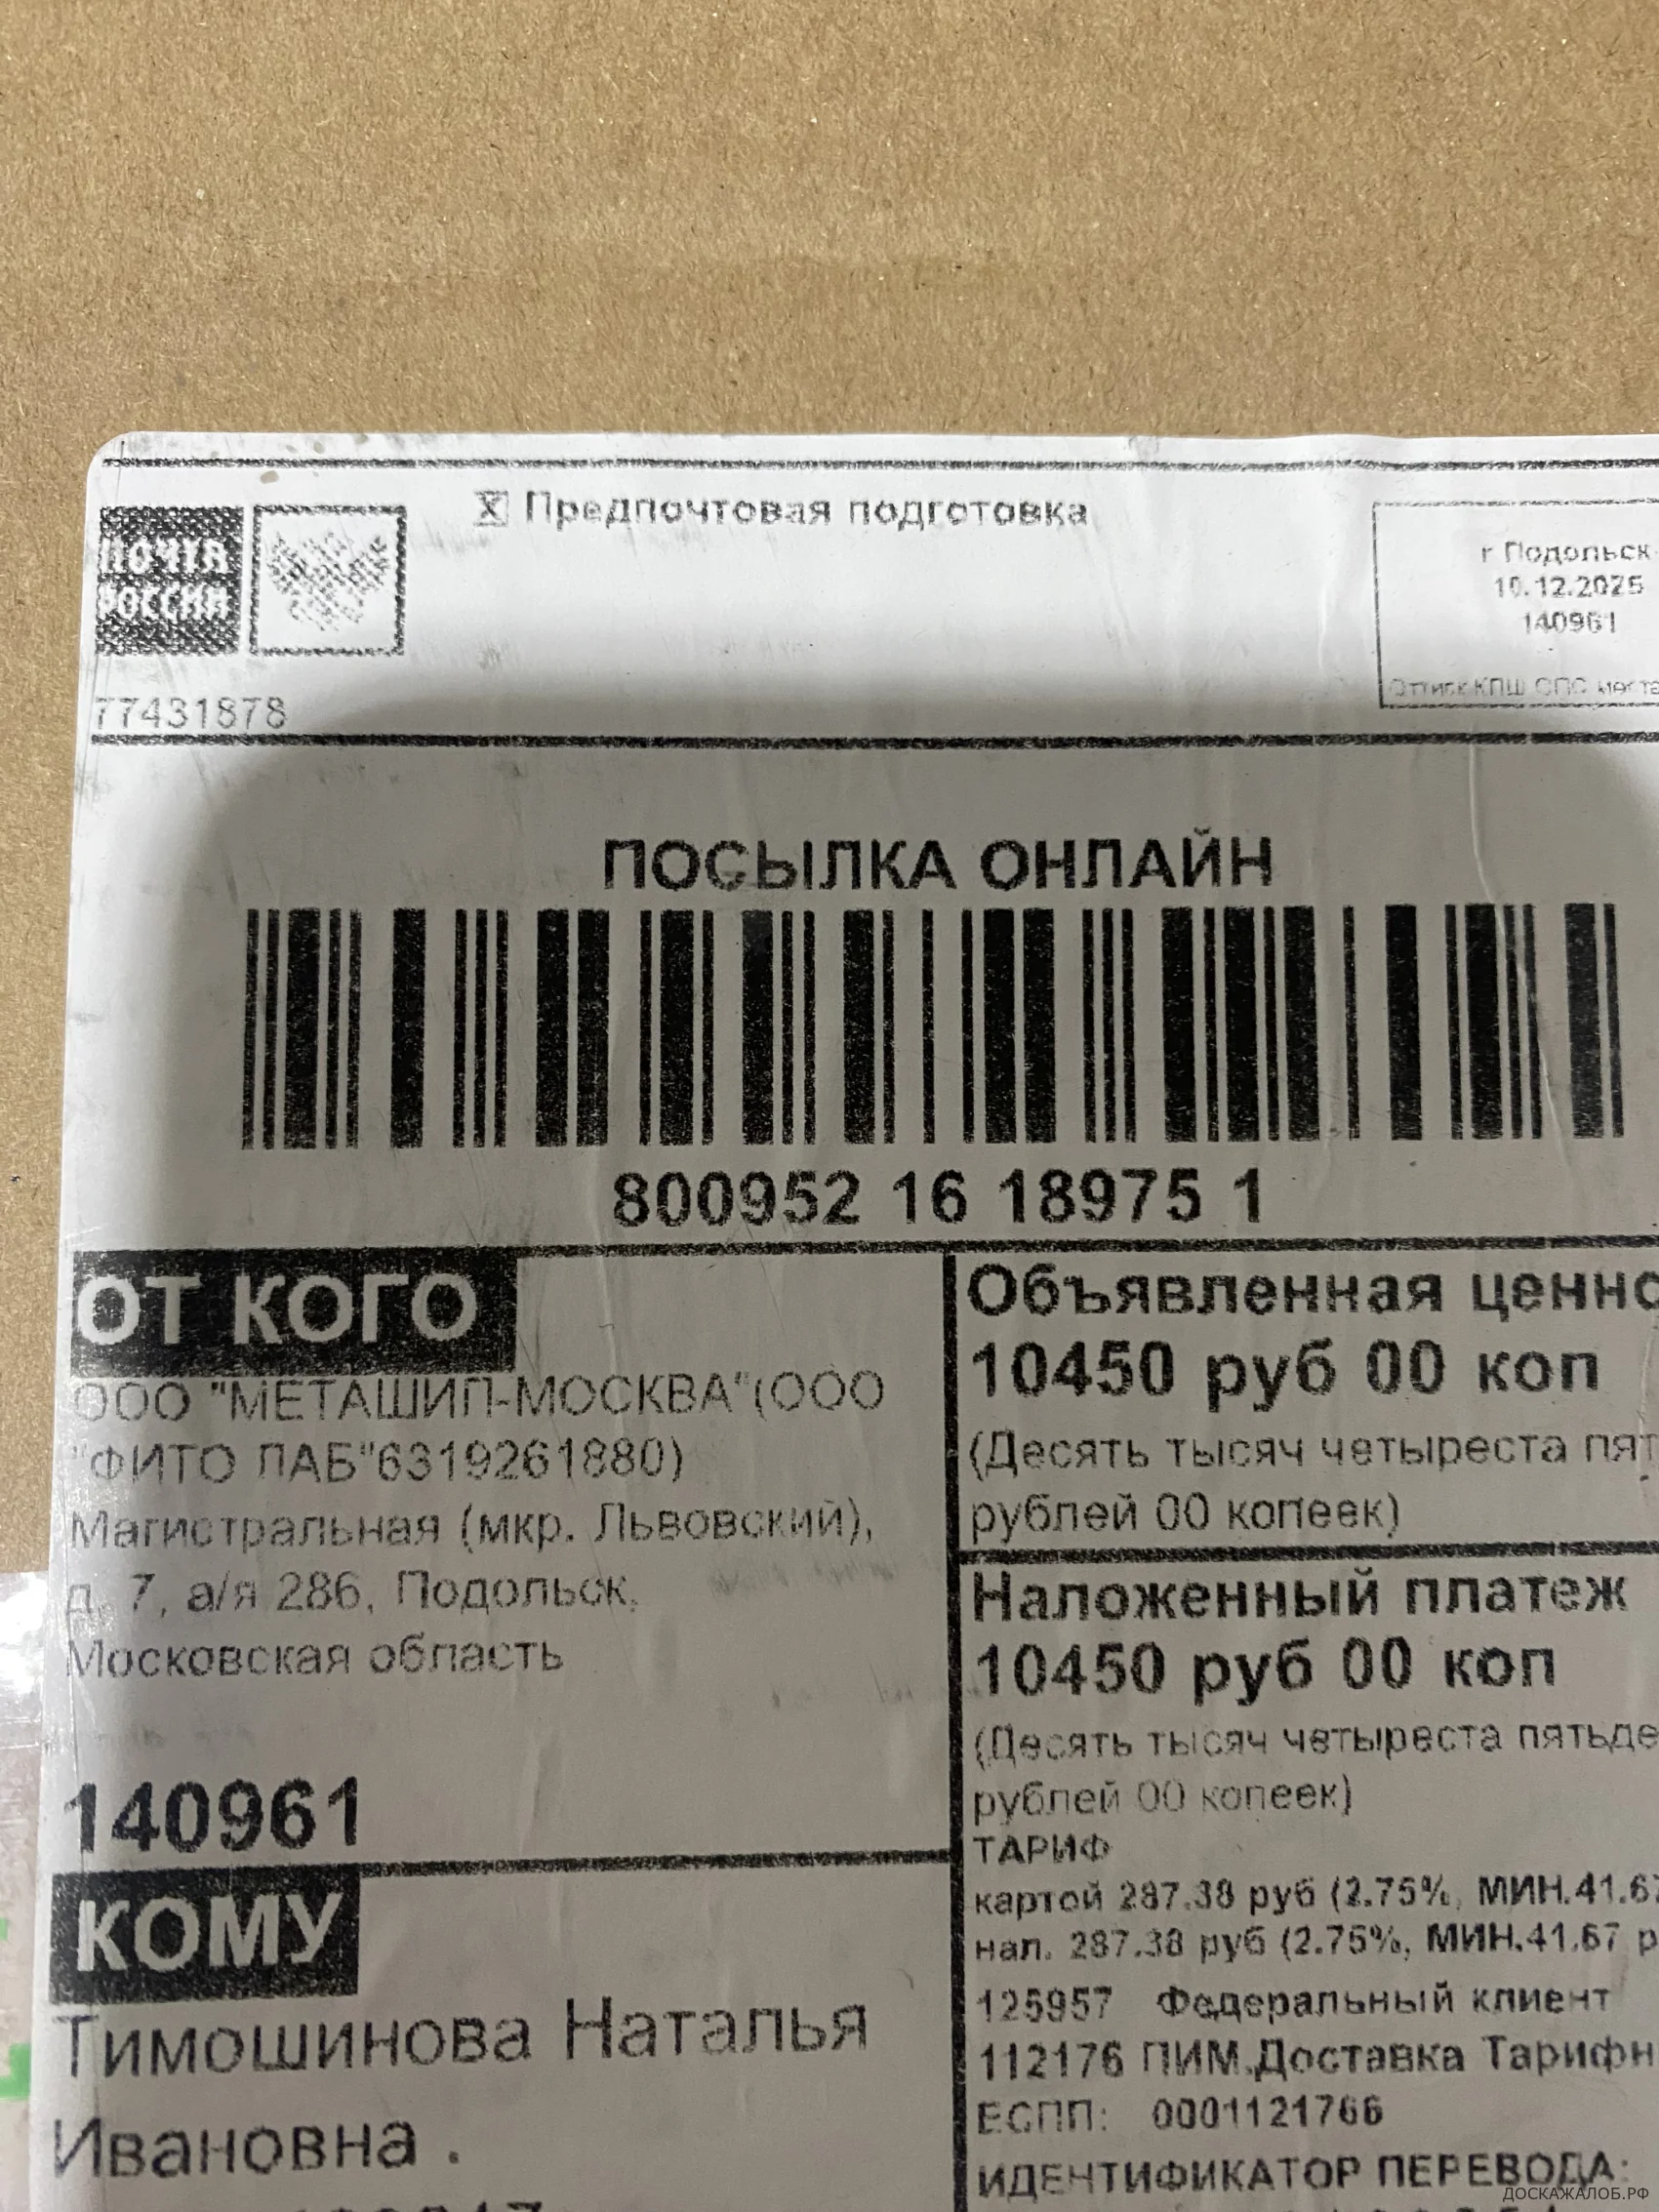 ПОЧТА
РОССИИ
X Предпочтовая подготовка
г Подольск
10.12.2025
140961
Оттиск КПШ ОПС места
77431878
ПОСЫЛКА ОНЛАЙН
800952 16 18975 1
ОТ КОГО
ООО "МЕТАШИП-МОСКВА"(ООО
"ФИТО ЛАБ"6319261880)
Магистральная (мкр. Львовский),
д. 7, а/я 286, Подольск,
Московская область
140961
КОМУ
Тимошинова Наталья
Ивановна .
Объявленная ценно
10450 руб 00 коп
(Десять тысяч четыреста пят
рублей 00 копеек)
Наложенный платеж
10450 руб 00 коп
(Десять тысяч четыреста пятьде
рублей 00 копеек)
ТАРИФ
картой 287.38 руб (2.75%, МИН.41.67
нал. 287.38 руб (2.75%, МИН.41.67 р
125957 Федеральный клиент
112176 ПИМ.Доставка Тарифн
ЕСПП: 0001121766
ИДЕНТИФИКАТОР ПЕРЕВОДА:
ДОСКАЖАЛОБ.РФ